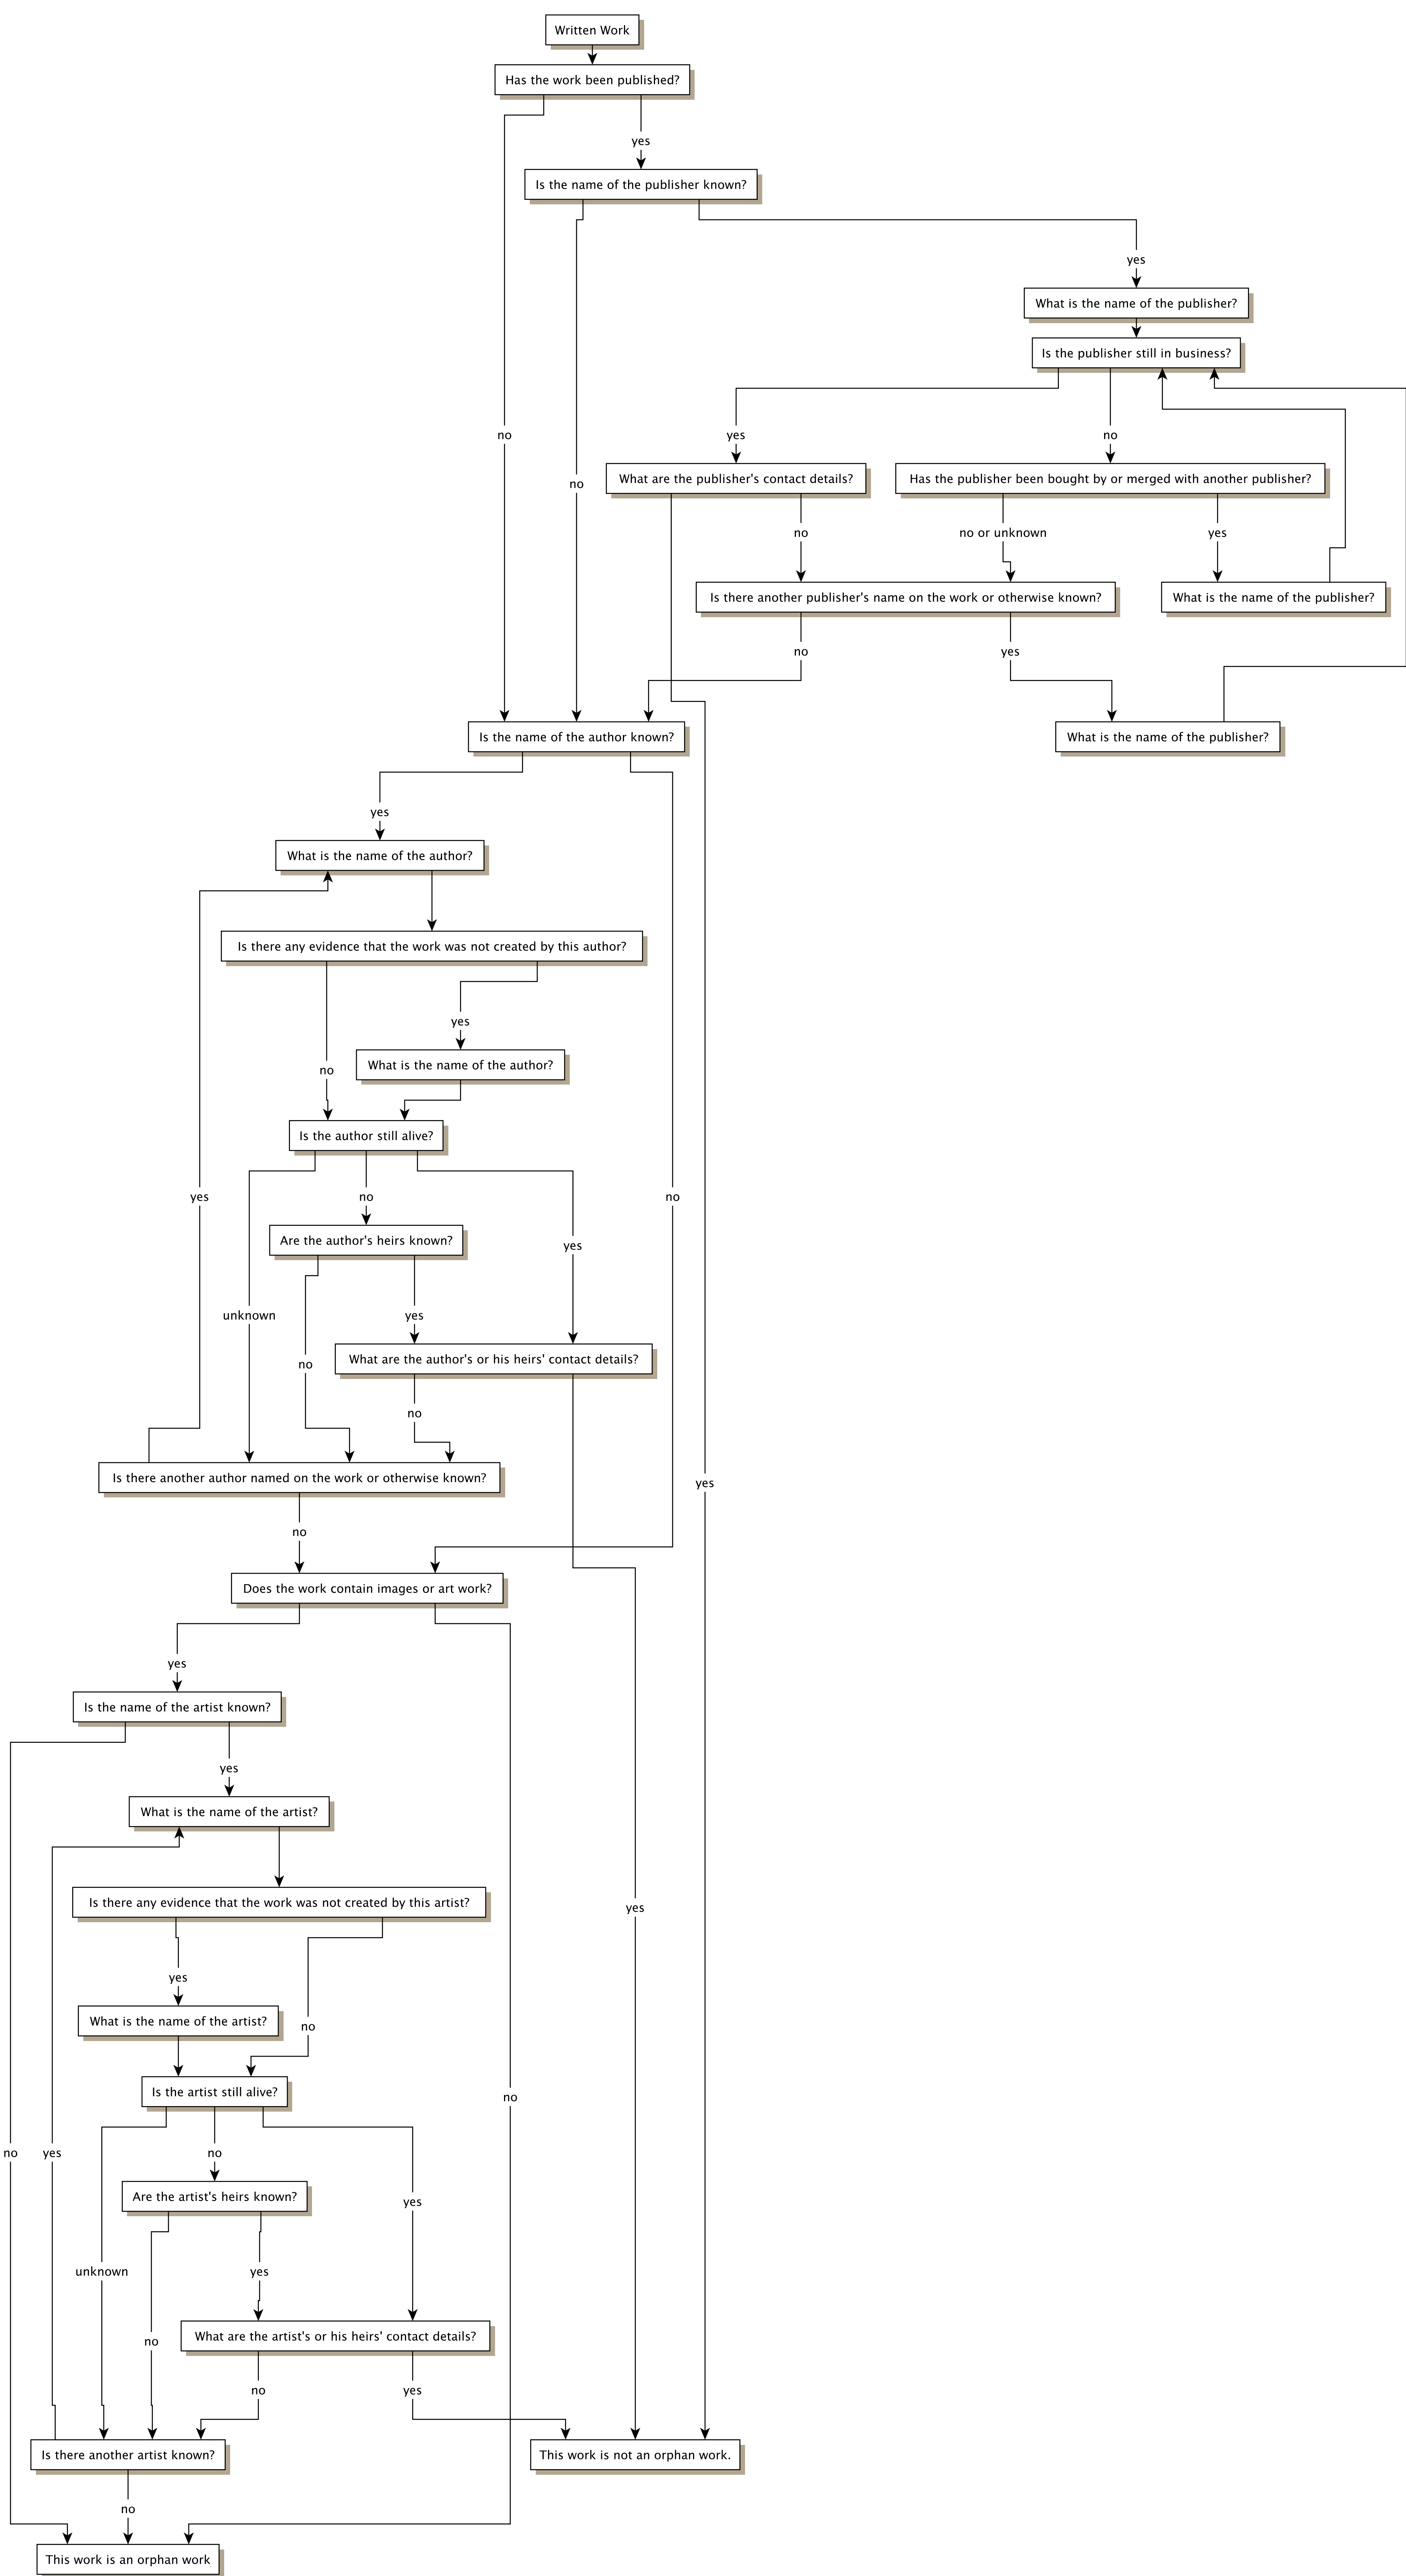 Written Work
Has the work been published?
yes
Is the name of the publisher known?
yes
What is the name of the publisher?
Is the publisher still in business?
no
yes
no
no
What are the publisher's contact details?
Has the publisher been bought by or merged with another publisher?
no
no or unknown
yes
Is there another publisher's name on the work or otherwise known?
What is the name of the publisher?
no
yes
Is the name of the author known?
What is the name of the publisher?
yes
What is the name of the author?
Is there any evidence that the work was not created by this author?
yes
What is the name of the author?
no
Is the author still alive?
yes
no
no
Are the author's heirs known?
yes
unknown
yes
What are the author's or his heirs' contact details?
no
no
Is there another author named on the work or otherwise known?
yes
no
Does the work contain images or art work?
yes
Is the name of the artist known?
yes
What is the name of the artist?
Is there any evidence that the work was not created by this artist?
yes
yes
What is the name of the artist?
no
Is the artist still alive?
no
no
yes
no
Are the artist's heirs known?
yes
unknown
yes
What are the artist's or his heirs' contact details?
no
no
yes
Is there another artist known?
This work is not an orphan work.
no
This work is an orphan work